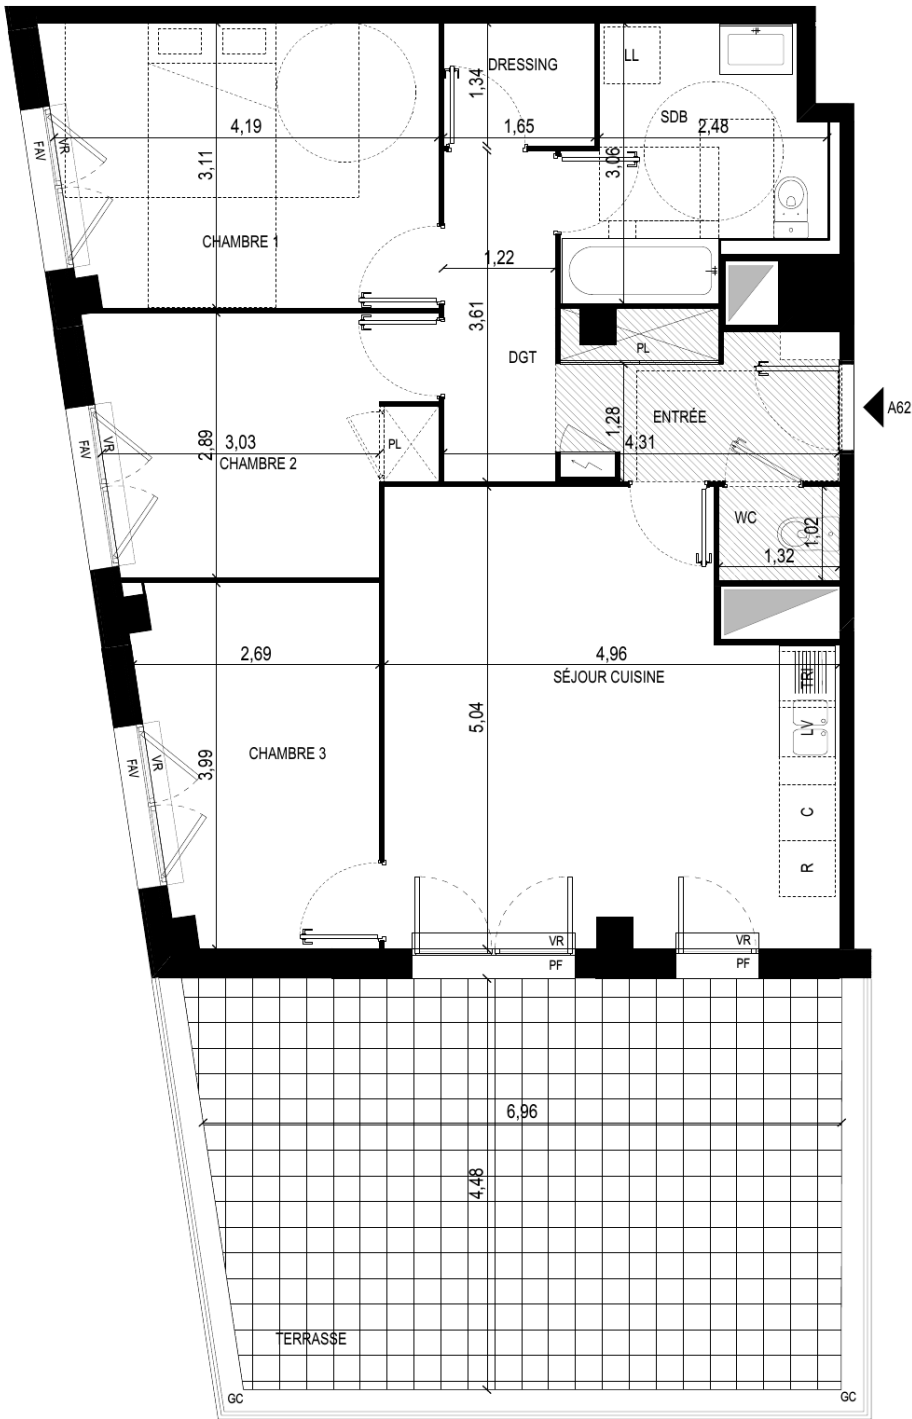 LL
DRESSING
1,34
SDB
4,19
1,65
2,48
VR
FAV
3,11
3,06
CHAMBRE 1
1,22
3,61
DGT
PL
A62
ENTRÉE
1,28
VR
FAV
3,03
2,89
PL
4,31
CHAMBRE 2
WC
1,02
1,32
2,69
4,96
SÉJOUR CUISINE
TRI
5,04
LV
CHAMBRE 3
3,99
VR
FAV
C
R
VR
VR
PF
PF
6,96
4,48
TERRASSE
GC
GC